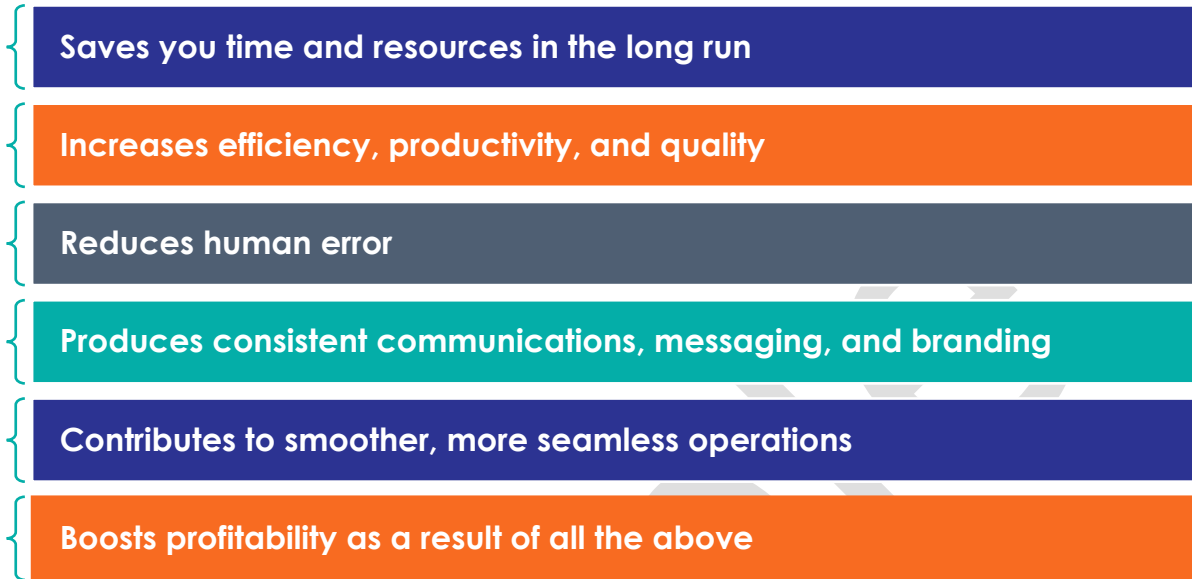 Saves you time and resources in the long run
Increases efficiency, productivity, and quality
Reduces human error
Produces consistent communications, messaging, and branding
Contributes to smoother, more seamless operations
Boosts profitability as a result of all the above